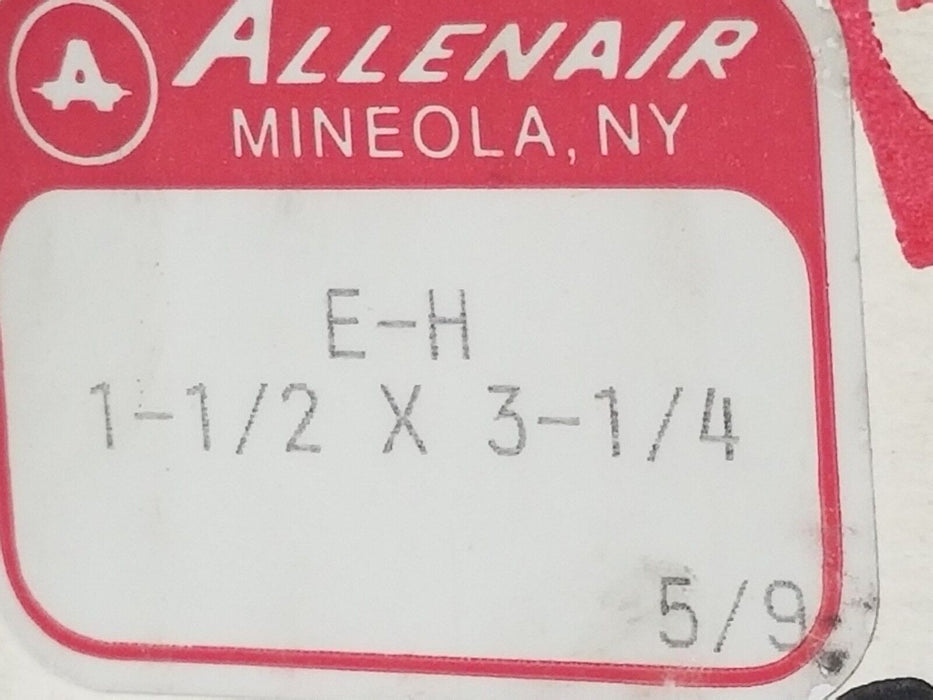 ALLENAIR
MINEOLA, NY
E-H
1-1/2 X 3-1/4
5/9